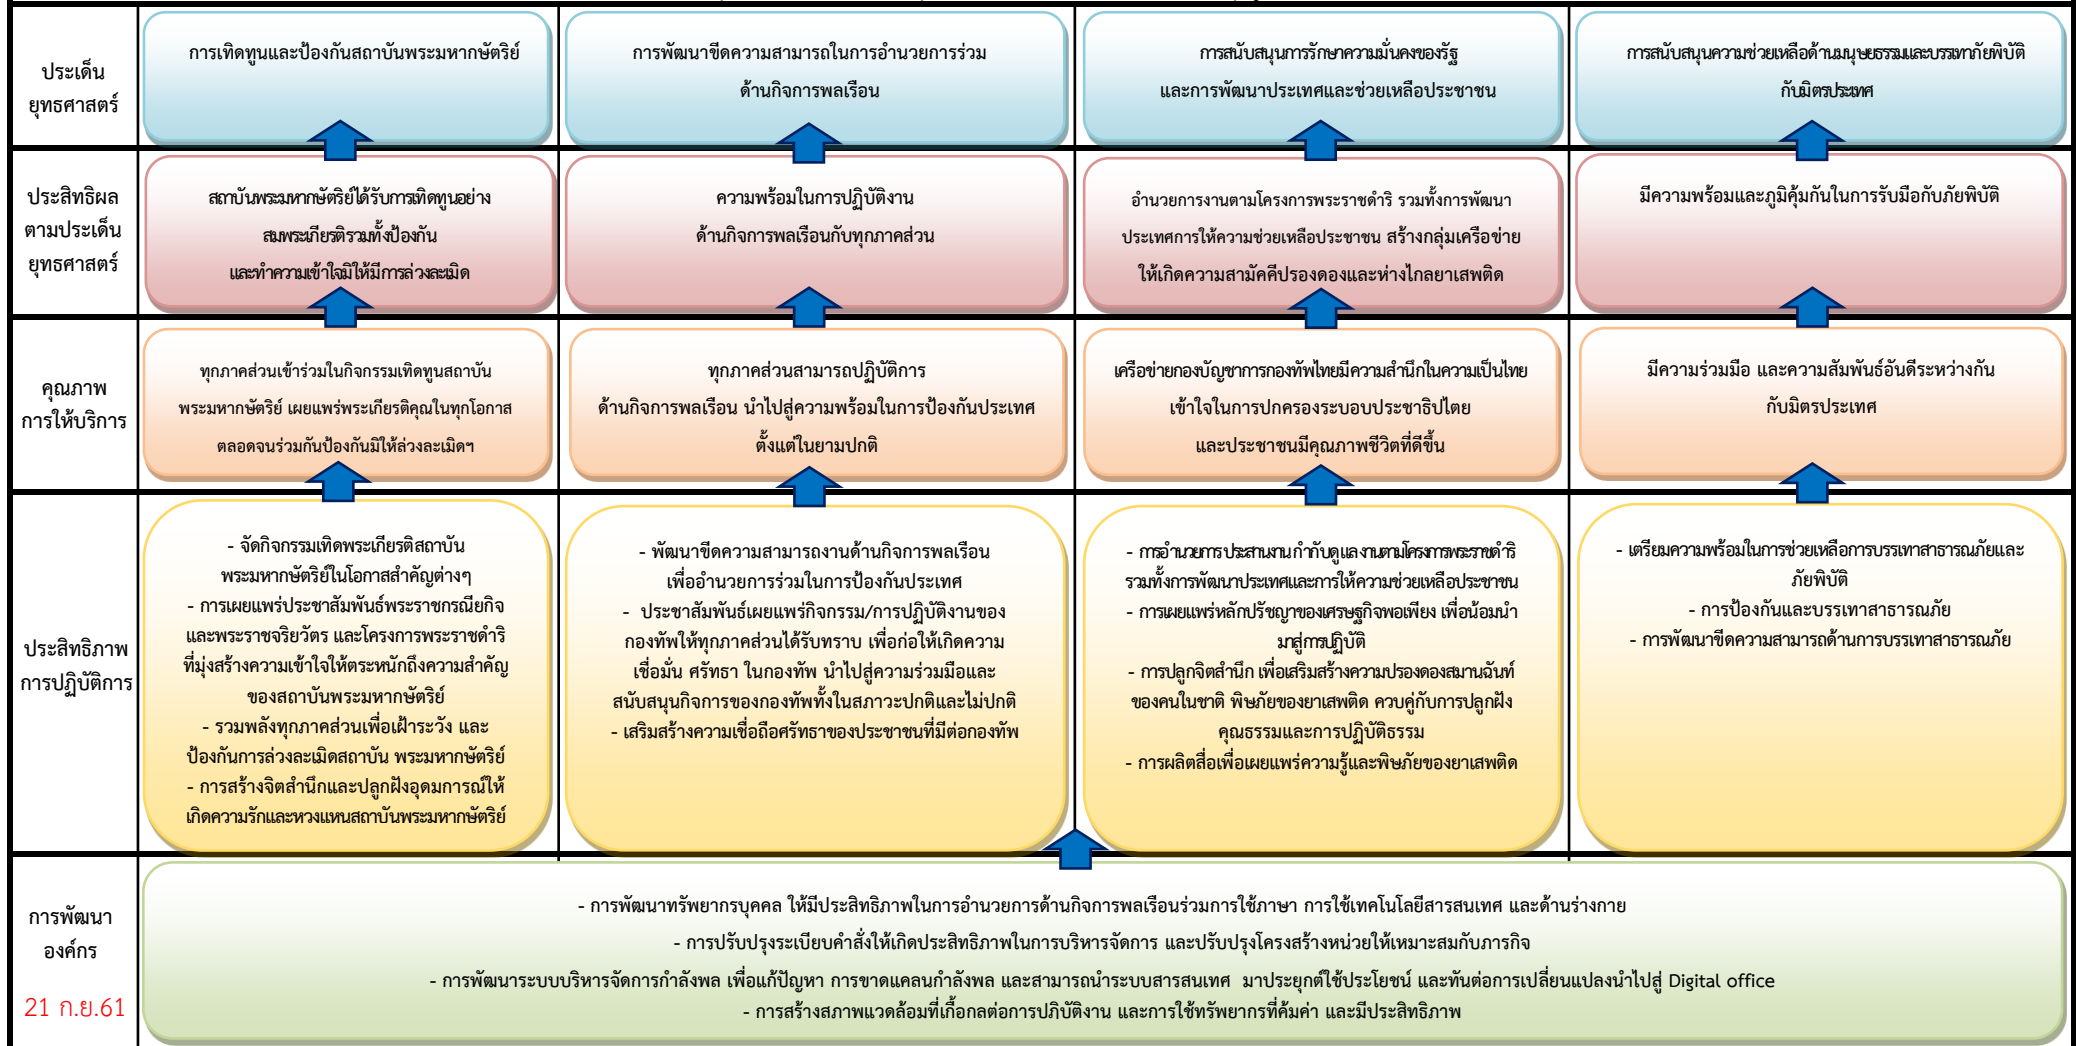 ประเด็น
ยุทธศาสตร์
การเทิดทูนและป้องกันสถาบันพระมหากษัตริย์
การพัฒนาขีดความสามารถในการอำนวยการร่วม
ด้านกิจการพลเรือน
การสนับสนุนการรักษาความมั่นคงของรัฐ
และการพัฒนาประเทศและช่วยเหลือประชาชน
การสนับสนุนความช่วยเหลือด้านมนุษยธรรมและบรรเทาภัยพิบัติ
กับมิตรประเทศ
ประสิทธิผล
ตามประเด็น
ยุทธศาสตร์
สถาบันพระมหากษัตริย์ได้รับการเทิดทูนอย่าง
สมพระเกียรติรวมทั้งป้องกัน
และทำความเข้าใจมิให้มีการล่วงละเมิด
ความพร้อมในการปฏิบัติงาน
ด้านกิจการพลเรือนกับทุกภาคส่วน
อำนวยการงานตามโครงการพระราชดำริ รวมทั้งการพัฒนา
ประเทศการให้ความช่วยเหลือประชาชน สร้างกลุ่มเครือข่าย
ให้เกิดความสามัคคีปรองดองและห่างไกลยาเสพติด
มีความพร้อมและภูมิคุ้มกันในการรับมือกับภัยพิบัติ
คุณภาพ
การให้บริการ
ทุกภาคส่วนเข้าร่วมในกิจกรรมเทิดทูนสถาบัน
พระมหากษัตริย์ เผยแพร่พระเกียรติคุณในทุกโอกาส
ตลอดจนร่วมกันป้องกันมิให้ล่วงละเมิดฯ
ทุกภาคส่วนสามารถปฏิบัติการ
ด้านกิจการพลเรือน นำไปสู่ความพร้อมในการป้องกันประเทศ
ตั้งแต่ในยามปกติ
เครือข่ายกองบัญชาการกองทัพไทยมีความสำนึกในความเป็นไทย
เข้าใจในการปกครองระบอบประชาธิปไตย
และประชาชนมีคุณภาพชีวิตที่ดีขึ้น
มีความร่วมมือ และความสัมพันธ์อันดีระหว่างกัน
กับมิตรประเทศ
ประสิทธิภาพ
การปฏิบัติการ
- จัดกิจกรรมเทิดพระเกียรติสถาบัน
พระมหากษัตริย์ในโอกาสสำคัญต่างๆ
- การเผยแพร่ประชาสัมพันธ์พระราชกรณียกิจ
และพระราชจริยวัตร และโครงการพระราชดำริ
ที่มุ่งสร้างความเข้าใจให้ตระหนักถึงความสำคัญ
ของสถาบันพระมหากษัตริย์
- รวมพลังทุกภาคส่วนเพื่อเฝ้าระวัง และ
ป้องกันการล่วงละเมิดสถาบัน พระมหากษัตริย์
- การสร้างจิตสำนึกและปลูกฝังอุดมการณ์ให้
เกิดความรักและหวงแหนสถาบันพระมหากษัตริย์
- พัฒนาขีดความสามารถงานด้านกิจการพลเรือน
เพื่ออำนวยการร่วมในการป้องกันประเทศ
- ประชาสัมพันธ์เผยแพร่กิจกรรม/การปฏิบัติงานของ
กองทัพให้ทุกภาคส่วนได้รับทราบ เพื่อก่อให้เกิดความ
เชื่อมั่น ศรัทธา ในกองทัพ นำไปสู่ความร่วมมือและ
สนับสนุนกิจการของกองทัพทั้งในสภาวะปกติและไม่ปกติ
- เสริมสร้างความเชื่อถือศรัทธาของประชาชนที่มีต่อกองทัพ
- การอำนวยการ ประสานงาน กำกับดูแล งานตามโครงการพระราชดำริ
รวมทั้งการพัฒนาประเทศและการให้ความช่วยเหลือประชาชน
- การเผยแพร่หลักปรัชญาของเศรษฐกิจพอเพียง เพื่อน้อมนำ
มาสู่การปฏิบัติ
- การปลูกจิตสำนึก เพื่อเสริมสร้างความปรองดองสมานฉันท์
ของคนในชาติ พิษภัยของยาเสพติด ควบคู่กับการปลูกฝัง
คุณธรรมและการปฏิบัติธรรม
- การผลิตสื่อเพื่อเผยแพร่ความรู้และพิษภัยของยาเสพติด
- เตรียมความพร้อมในการช่วยเหลือการบรรเทาสาธารณภัยและ
ภัยพิบัติ
- การป้องกันและบรรเทาสาธารณภัย
- การพัฒนาขีดความสามารถด้านการบรรเทาสาธารณภัย
การพัฒนา
องค์กร
21 ก.ย.61
- การพัฒนาทรัพยากรบุคคล ให้มีประสิทธิภาพในการอำนวยการด้านกิจการพลเรือนร่วมการใช้ภาษา การใช้เทคโนโลยีสารสนเทศ และด้านร่างกาย
- การปรับปรุงระเบียบคำสั่งให้เกิดประสิทธิภาพในการบริหารจัดการ และปรับปรุงโครงสร้างหน่วยให้เหมาะสมกับภารกิจ
- การพัฒนาระบบบริหารจัดการกำลังพล เพื่อแก้ปัญหา การขาดแคลนกำลังพล และสามารถนำระบบสารสนเทศ มาประยุกต์ใช้ประโยชน์ และทันต่อการเปลี่ยนแปลงนำไปสู่ Digital office
- การสร้างสภาพแวดล้อมที่เกื้อกลต่อการปภิบัติงาน และการใช้ทรัพยากรที่คุ้มค่า และมีประสิทธิภาพ